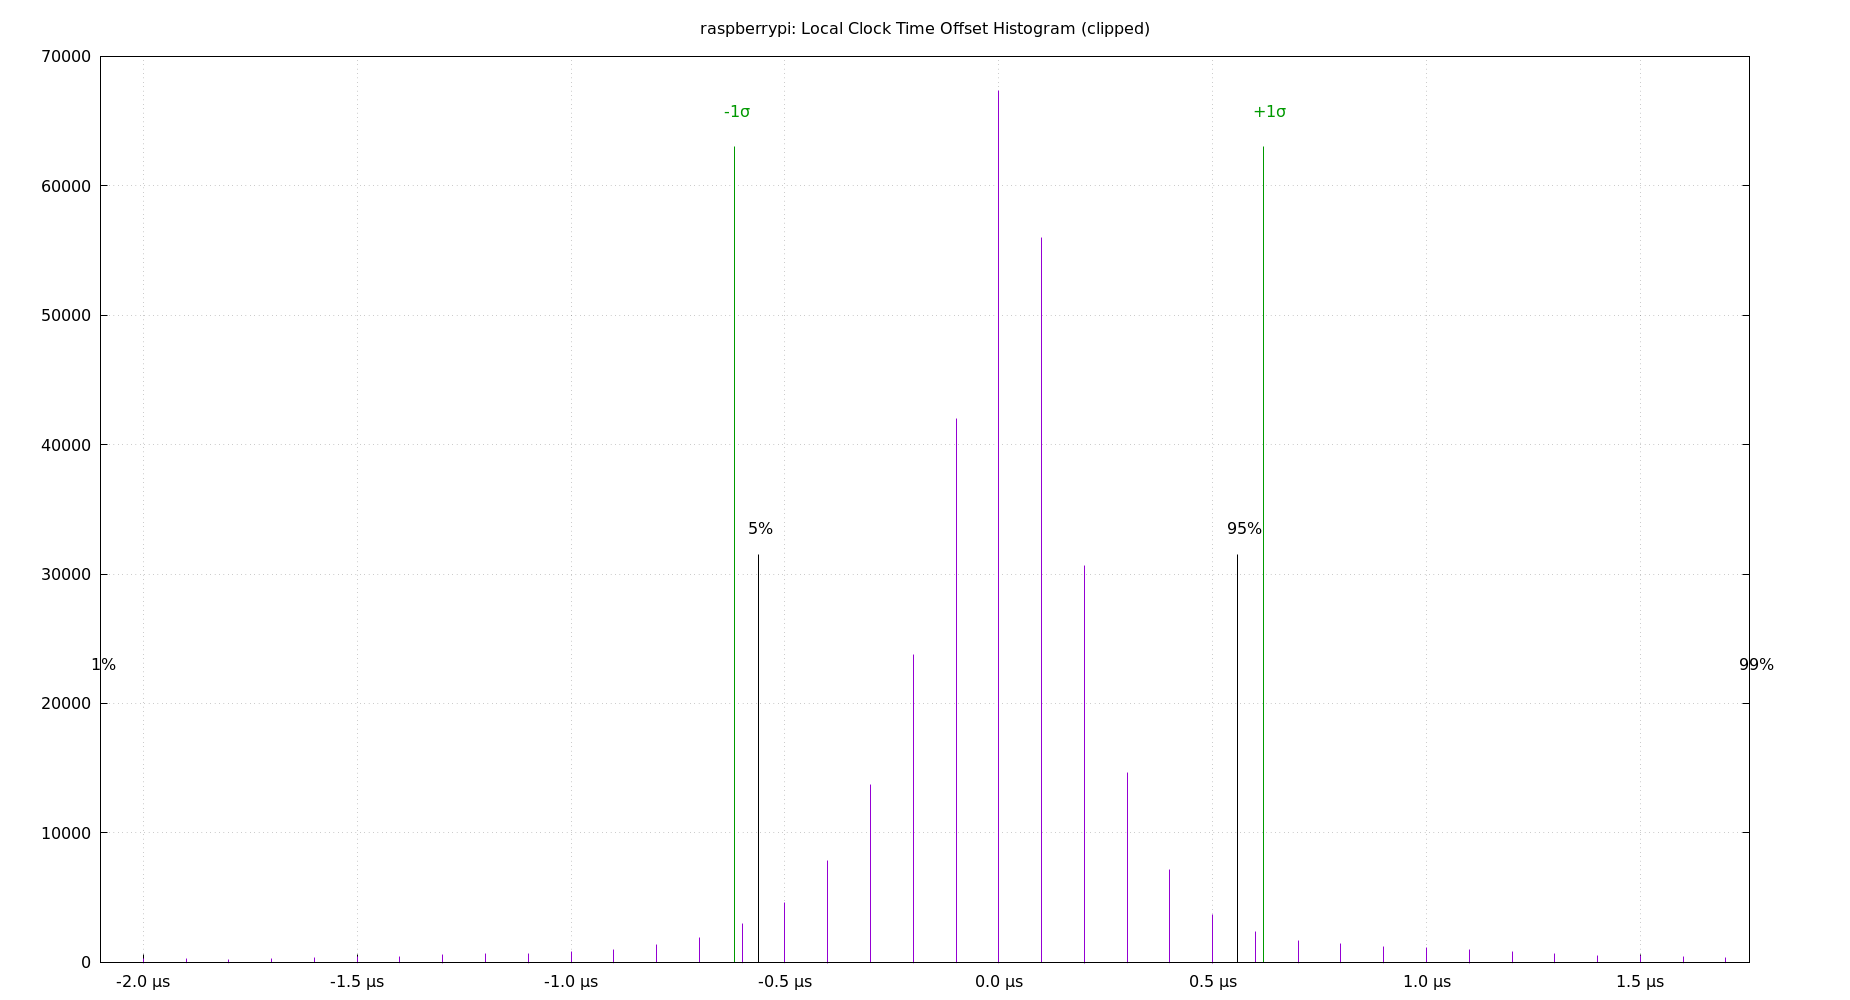 raspberrypi: Local Clock Time Offset Histogram (clipped)
70000
-1σ
+1σ
60000
50000
40000
5%
95%
30000
1%
99%
20000
10000
0
-2.0 µs
-1.5 µs
-1.0 µs
-0.5 µs
0.0 µs
0.5 µs
1.0 µs
1.5 µs